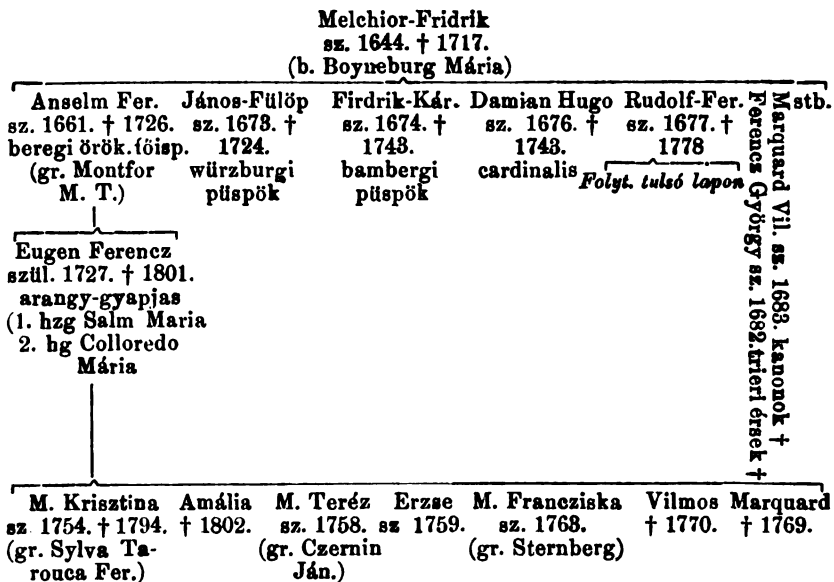 Melchior-Fridrik
sz. 1644. † 1717.
(b. Boyneburg Mária)
Anselm Fer.
sz. 1661. † 1726.
beregi örök. főisp.
(gr. Montfor
M. T.)
János-Fülöp
sz. 1673. †
1724.
würzburgi
püspök
Firdrik-Kár.
sz. 1674. †
1743.
bambergi
püspök
Damian Hugo
sz. 1676. †
1743.
cardinalis
Rudolf-Fer.
sz. 1677. †
1778
Folyt. tulsó lapon
Ferencz György sz. 1682. trieri érsek †
Marquard Vil. sz. 1683. kanonok †
stb.
Eugen Ferencz
szül. 1727. † 1801.
arangy-gyapjas
(1. hzg Salm Maria
2. hg Colloredo
Mária
M. Krisztina
sz. 1754. † 1794.
(gr. Sylva Ta-
rouca Fer.)
Amália
† 1802.
M. Teréz
sz. 1758.
(gr. Czernin
Ján.)
Erzse
sz 1759.
M. Francziska
sz. 1763.
(gr. Sternberg)
Vilmos
† 1770.
Marquard
† 1769.